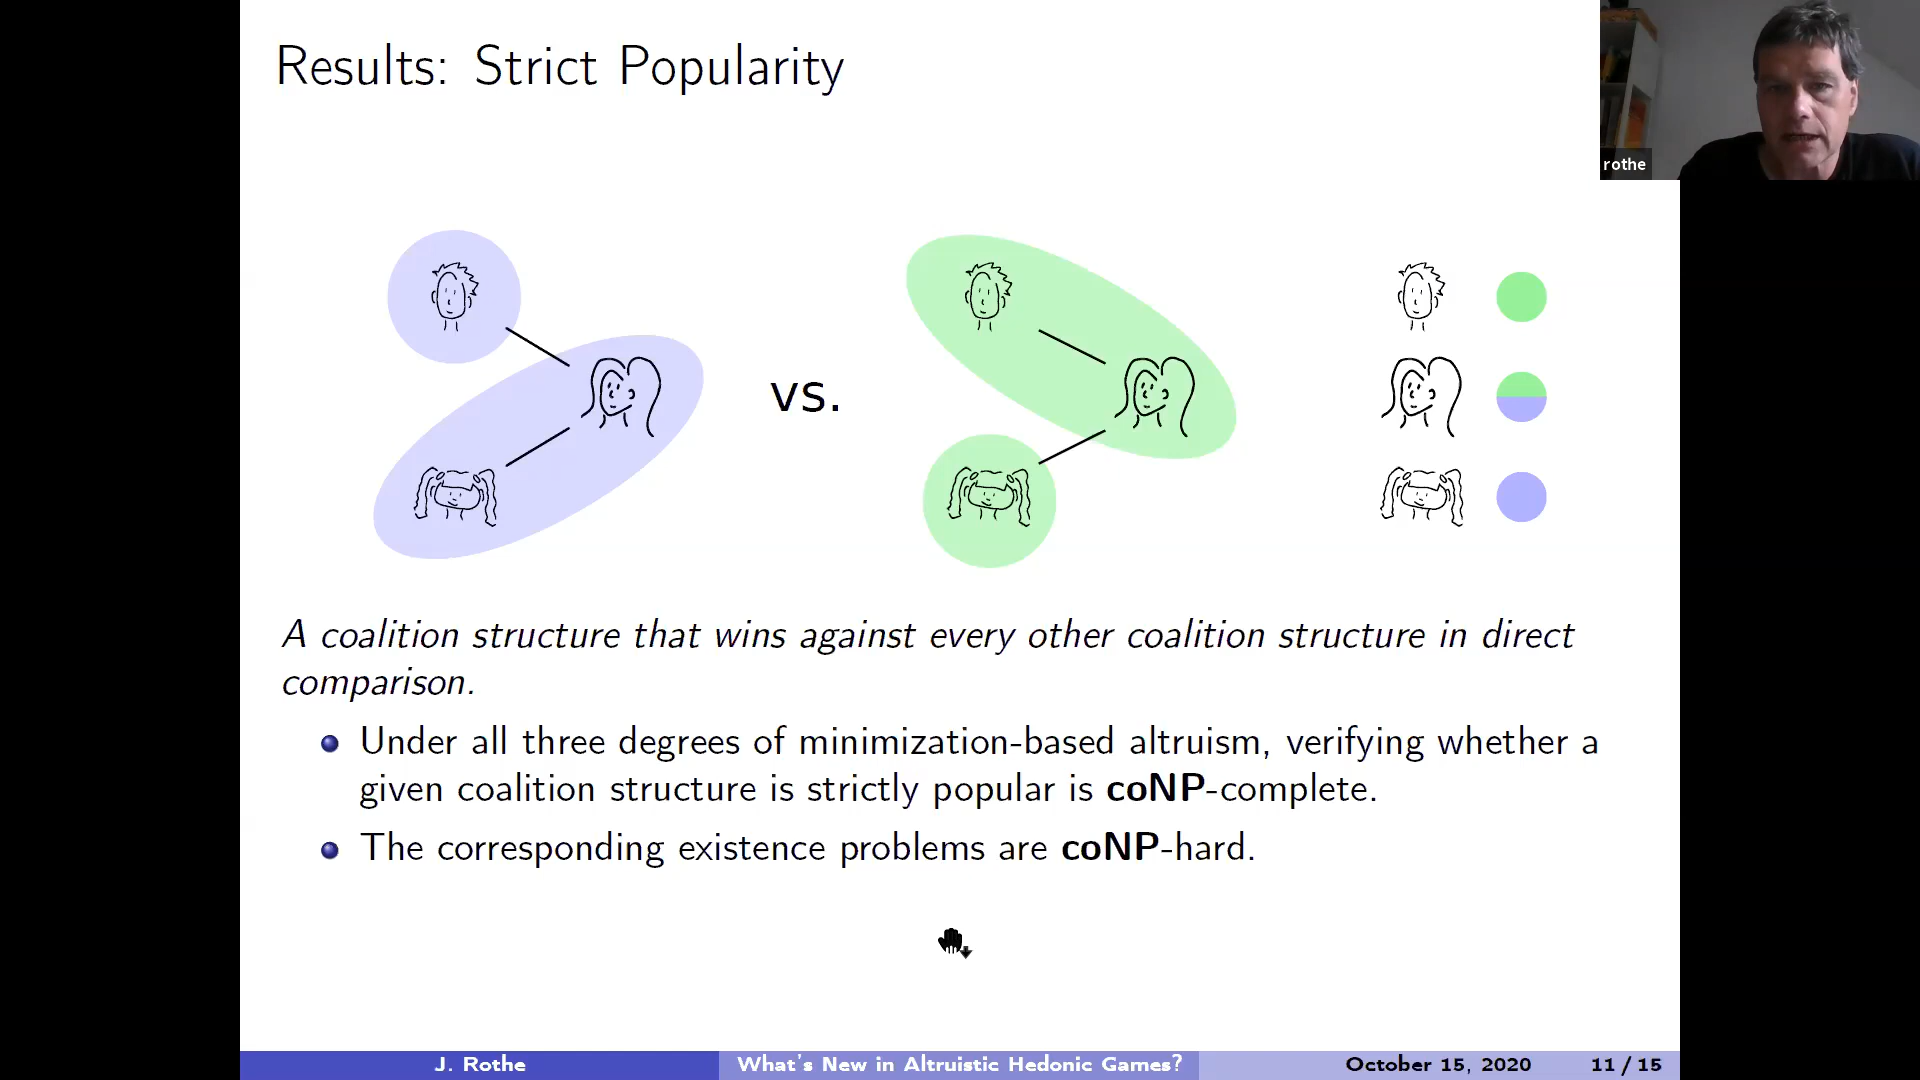 Results: Strict Popularity
rothe
vs.
A coalition structure that wins against every other coalition structure in direct
comparison.
Under all three degrees of minimization-based altruism, verifying whether a
given coalition structure is strictly popular is coNP-complete.
The corresponding existence problems are coNP-hard.
J. Rothe
What's New in Altruistic Hedonic Games?
October 15, 2020
11 / 15